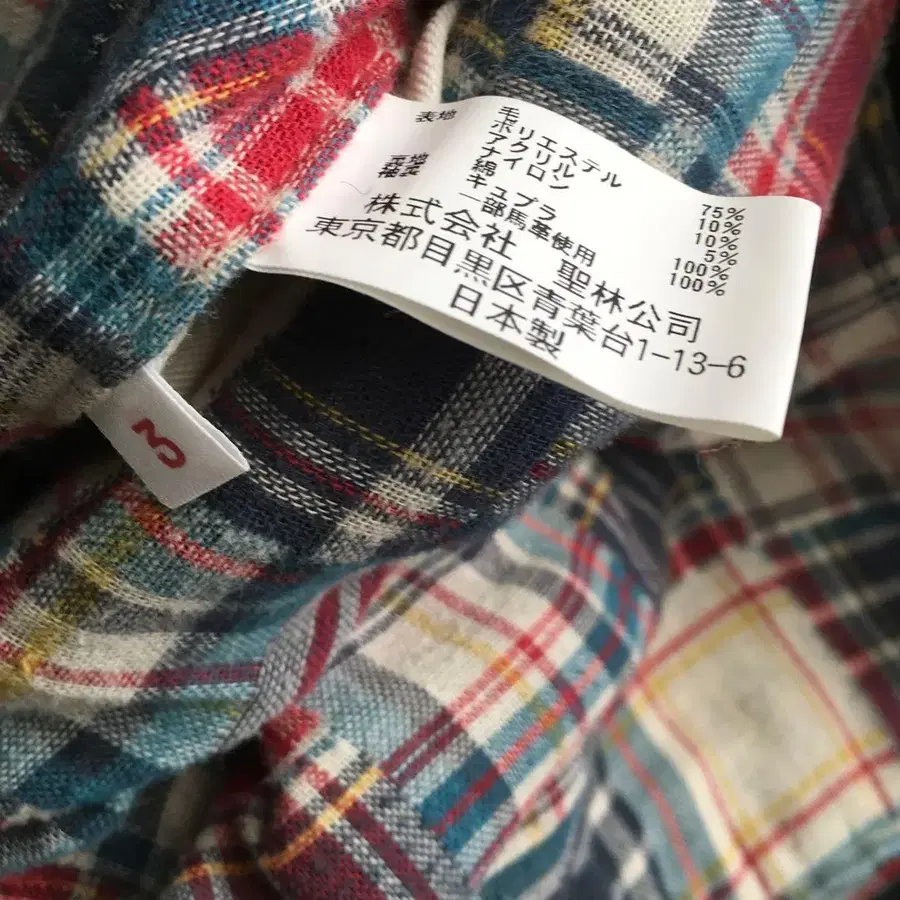 表地 毛 75%
ポリエステル 10%
アクリル 10%
ナイロン 5%
綿 100%
袖裏 キュプラ 100%
一部馬革使用
株式会社 聖林公司
東京都目黒区青葉台1-13-6
日本製
3